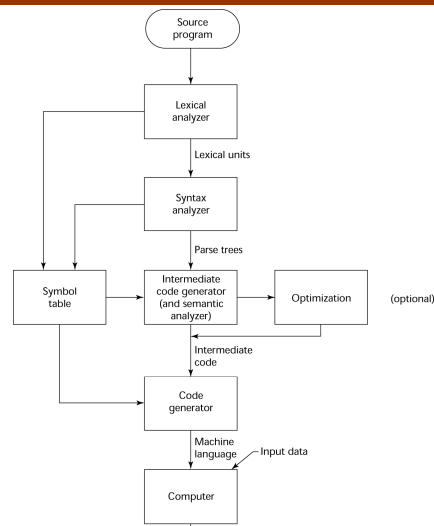 Source
program
Lexical
analyzer
Lexical units
Syntax
analyzer
Parse trees
Symbol
table
Intermediate
code generator
(and semantic
analyzer)
Optimization
(optional)
Intermediate
code
Code
generator
Machine
language
Input data
Computer